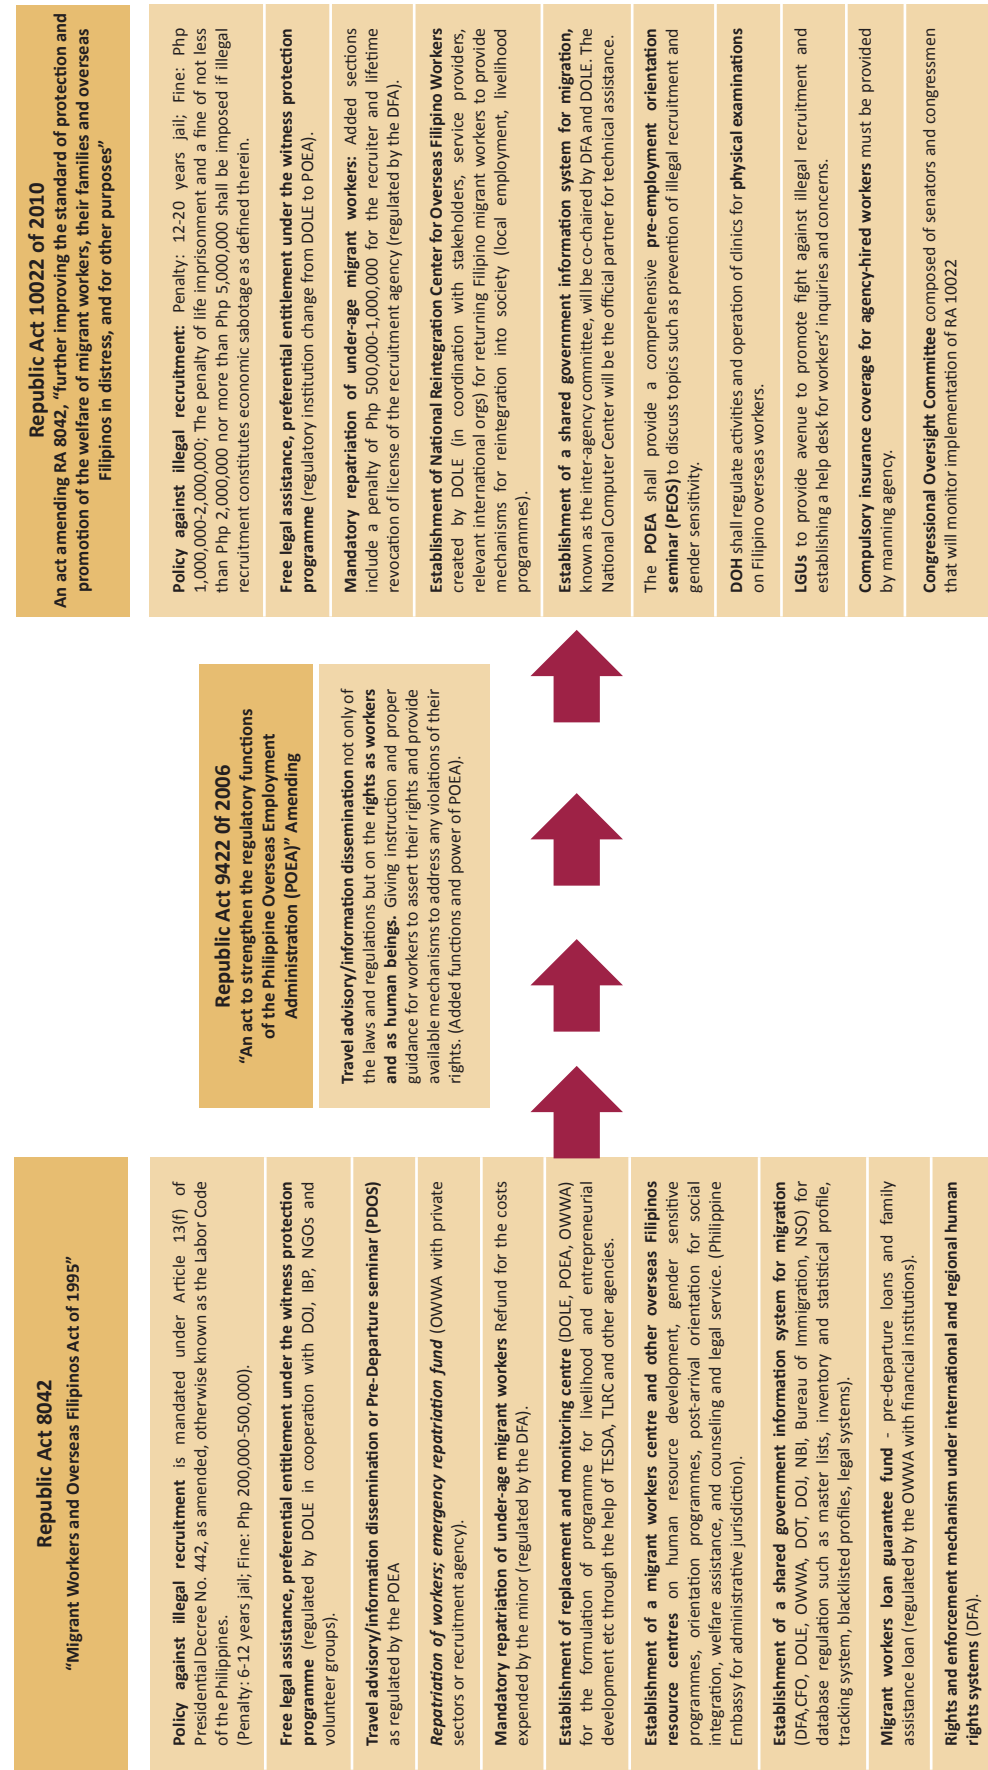 Republic Act 8042
“Migrant Workers and Overseas Filipinos Act of 1995”
Policy against illegal recruitment is mandated under Article 13(f) of
Presidential Decree No. 442, as amended, otherwise known as the Labor Code
of the Philippines.
(Penalty: 6-12 years jail; Fine: Php 200,000-500,000).
Free legal assistance, preferential entitlement under the witness protection
programme (regulated by DOLE in cooperation with DOJ, IBP, NGOs and
volunteer groups).
Travel advisory/information dissemination or Pre-Departure seminar (PDOS)
as regulated by the POEA
Repatriation of workers; emergency repatriation fund (OWWA with private
sectors or recruitment agency).
Mandatory repatriation of under-age migrant workers Refund for the costs
expended by the minor (regulated by the DFA).
Establishment of replacement and monitoring centre (DOLE, POEA, OWWA)
for the formulation of programme for livelihood and entrepreneurial
development etc through the help of TESDA, TLRC and other agencies.
Establishment of a migrant workers centre and other overseas Filipinos
resource centres on human resource development, gender sensitive
programmes, orientation programmes, post-arrival orientation for social
integration, welfare assistance, and counseling and legal service. (Philippine
Embassy for administrative jurisdiction).
Establishment of a shared government information system for migration
(DFA,CFO, DOLE, OWWA, DOT, DOJ, NBI, Bureau of Immigration, NSO) for
database regulation such as master lists, inventory and statistical profile,
tracking system, blacklisted profiles, legal systems).
Migrant workers loan guarantee fund - pre-departure loans and family
assistance loan (regulated by the OWWA with financial institutions).
Rights and enforcement mechanism under international and regional human
rights systems (DFA).
Republic Act 9422 0f 2006
“An act to strengthen the regulatory functions
of the Philippine Overseas Employment
Administration (POEA)” Amending
Travel advisory/information dissemination not only of
the laws and regulations but on the rights as workers
and as human beings. Giving instruction and proper
guidance for workers to assert their rights and provide
available mechanisms to address any violations of their
rights. (Added functions and power of POEA).
Republic Act 10022 of 2010
An act amending RA 8042, “further improving the standard of protection and
promotion of the welfare of migrant workers, their families and overseas
Filipinos in distress, and for other purposes”
Policy against illegal recruitment: Penalty: 12-20 years jail; Fine: Php
1,000,000-2,000,000; The penalty of life imprisonment and a fine of not less
than Php 2,000,000 nor more than Php 5,000,000 shall be imposed if illegal
recruitment constitutes economic sabotage as defined therein.
Free legal assistance, preferential entitlement under the witness protection
programme (regulatory institution change from DOLE to POEA).
Mandatory repatriation of under-age migrant workers: Added sections
include a penalty of Php 500,000-1,000,000 for the recruiter and lifetime
revocation of license of the recruitment agency (regulated by the DFA).
Establishment of National Reintegration Center for Overseas Filipino Workers
created by DOLE (in coordination with stakeholders, service providers,
relevant international orgs) for returning Filipino migrant workers to provide
mechanisms for reintegration into society (local employment, livelihood
programmes).
Establishment of a shared government information system for migration,
known as the inter-agency committee, will be co-chaired by DFA and DOLE. The
National Computer Center will be the official partner for technical assistance.
The POEA shall provide a comprehensive pre-employment orientation
seminar (PEOS) to discuss topics such as prevention of illegal recruitment and
gender sensitivity.
DOH shall regulate activities and operation of clinics for physical examinations
on Filipino overseas workers.
LGUs to provide avenue to promote fight against illegal recruitment and
establishing a help desk for workers’ inquiries and concerns.
Compulsory insurance coverage for agency-hired workers must be provided
by manning agency.
Congressional Oversight Committee composed of senators and congressmen
that will monitor implementation of RA 10022